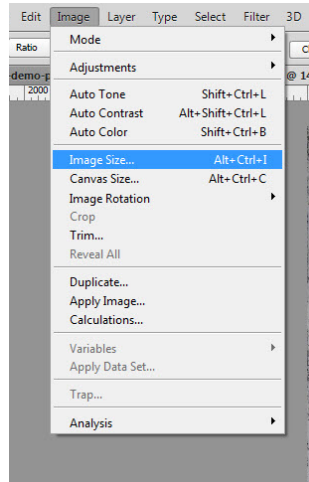 Edit Image Layer Type Select Filter 3D
Ratio
Mode
-demo-p
Adjustments
@ 14
2000
Auto Tone Shift+Ctrl+L
Auto Contrast Alt+Shift+Ctrl+L
Auto Color Shift+Ctrl+B
Image Size... Alt+Ctrl+I
Canvas Size... Alt+Ctrl+C
Image Rotation
Crop
Trim...
Reveal All
Duplicate...
Apply Image...
Calculations...
Variables
Apply Data Set...
Trap...
Analysis